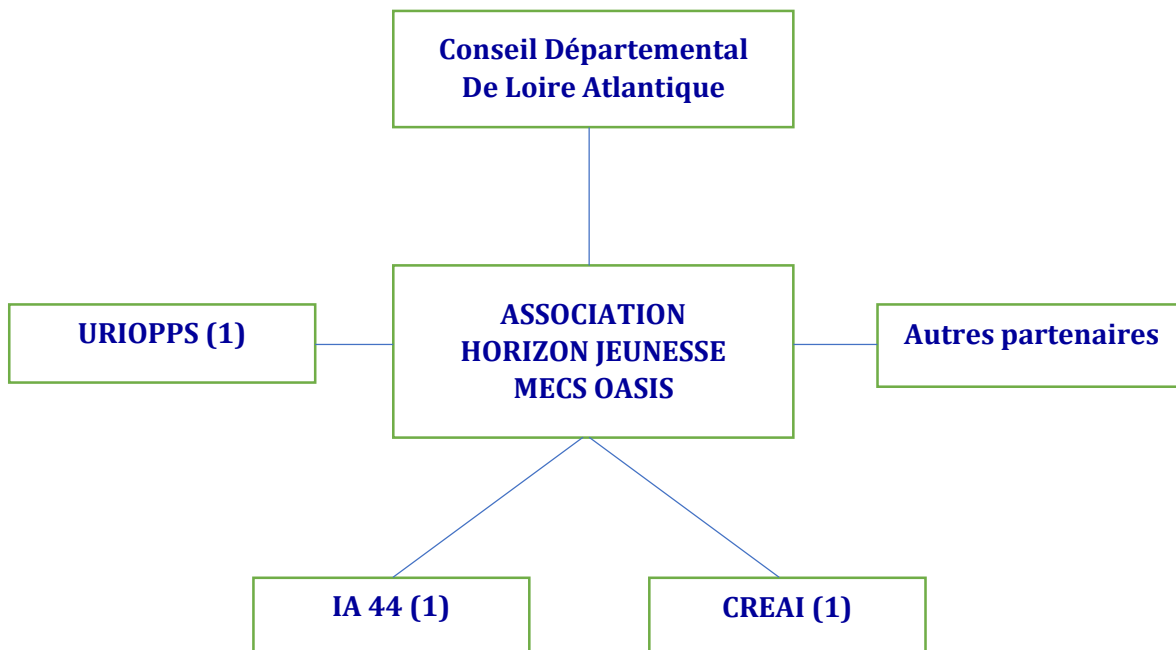 Conseil Départemental
De Loire Atlantique
URIOPPS (1)
ASSOCIATION
HORIZON JEUNESSE
MECS OASIS
Autres partenaires
IA 44 (1)
CREAI (1)